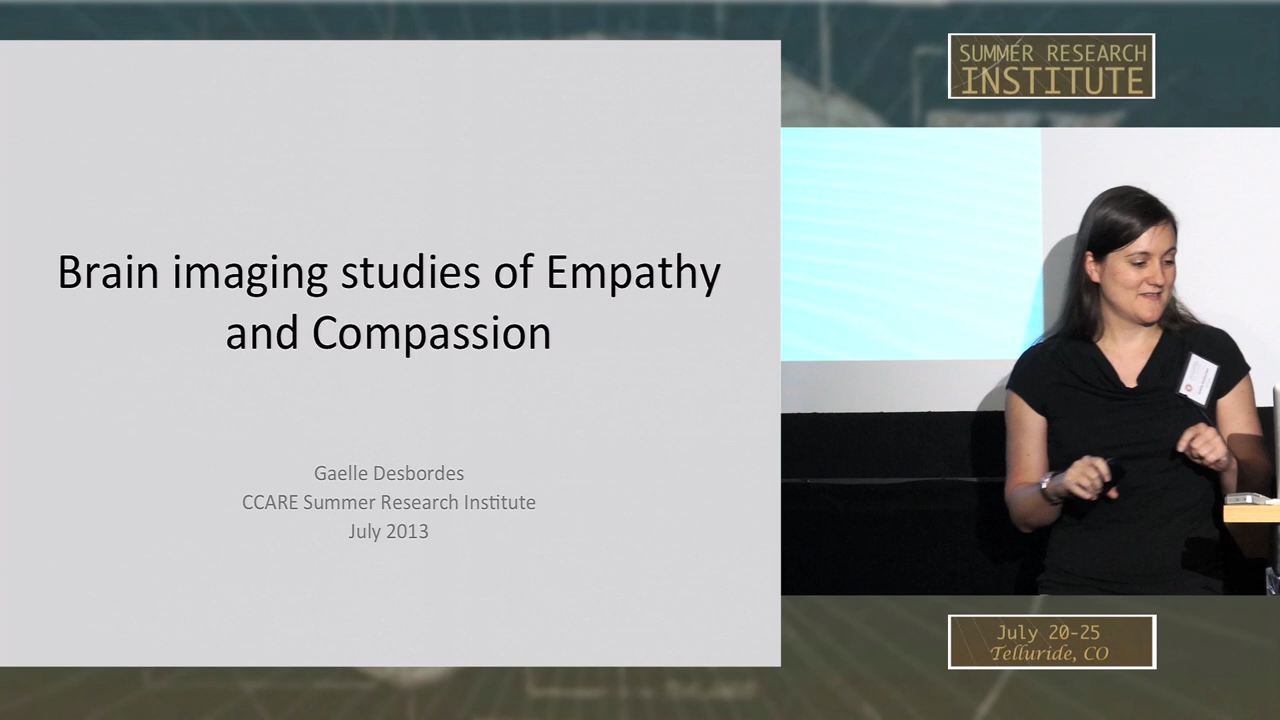 Brain imaging studies of Empathy
and Compassion
Gaelle Desbordes
CCARE Summer Research Institute
July 2013
SUMMER RESEARCH
INSTITUTE
July 20-25
Telluride, CO